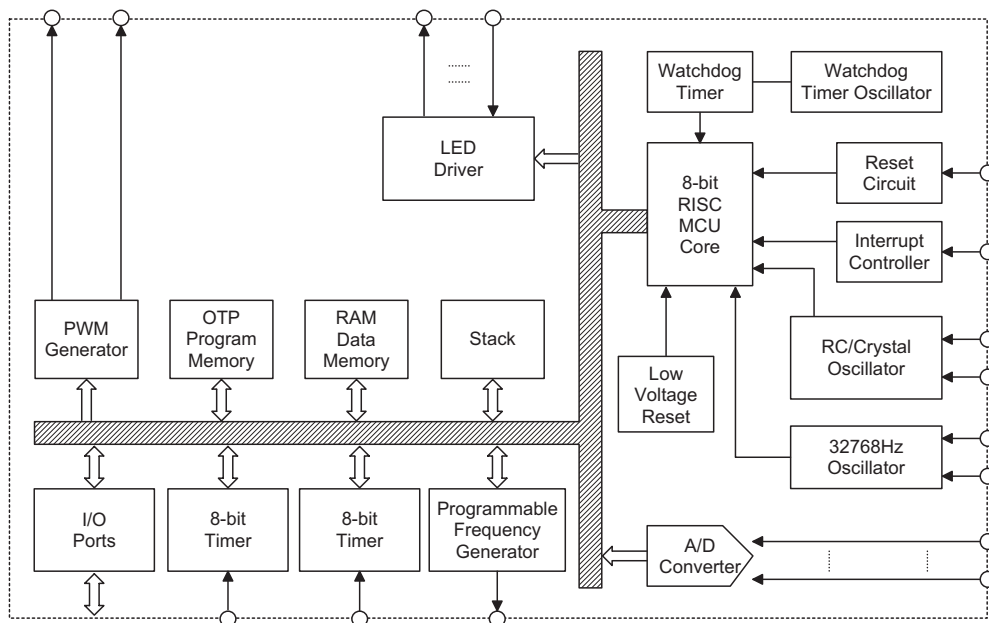 Watchdog
Timer
Watchdog
Timer Oscillator
LED
Driver
8-bit
RISC
MCU
Core
Reset
Circuit
Interrupt
Controller
PWM
Generator
OTP
Program
Memory
RAM
Data
Memory
Stack
Low
Voltage
Reset
RC/Crystal
Oscillator
32768Hz
Oscillator
I/O
Ports
8-bit
Timer
8-bit
Timer
Programmable
Frequency
Generator
A/D
Converter